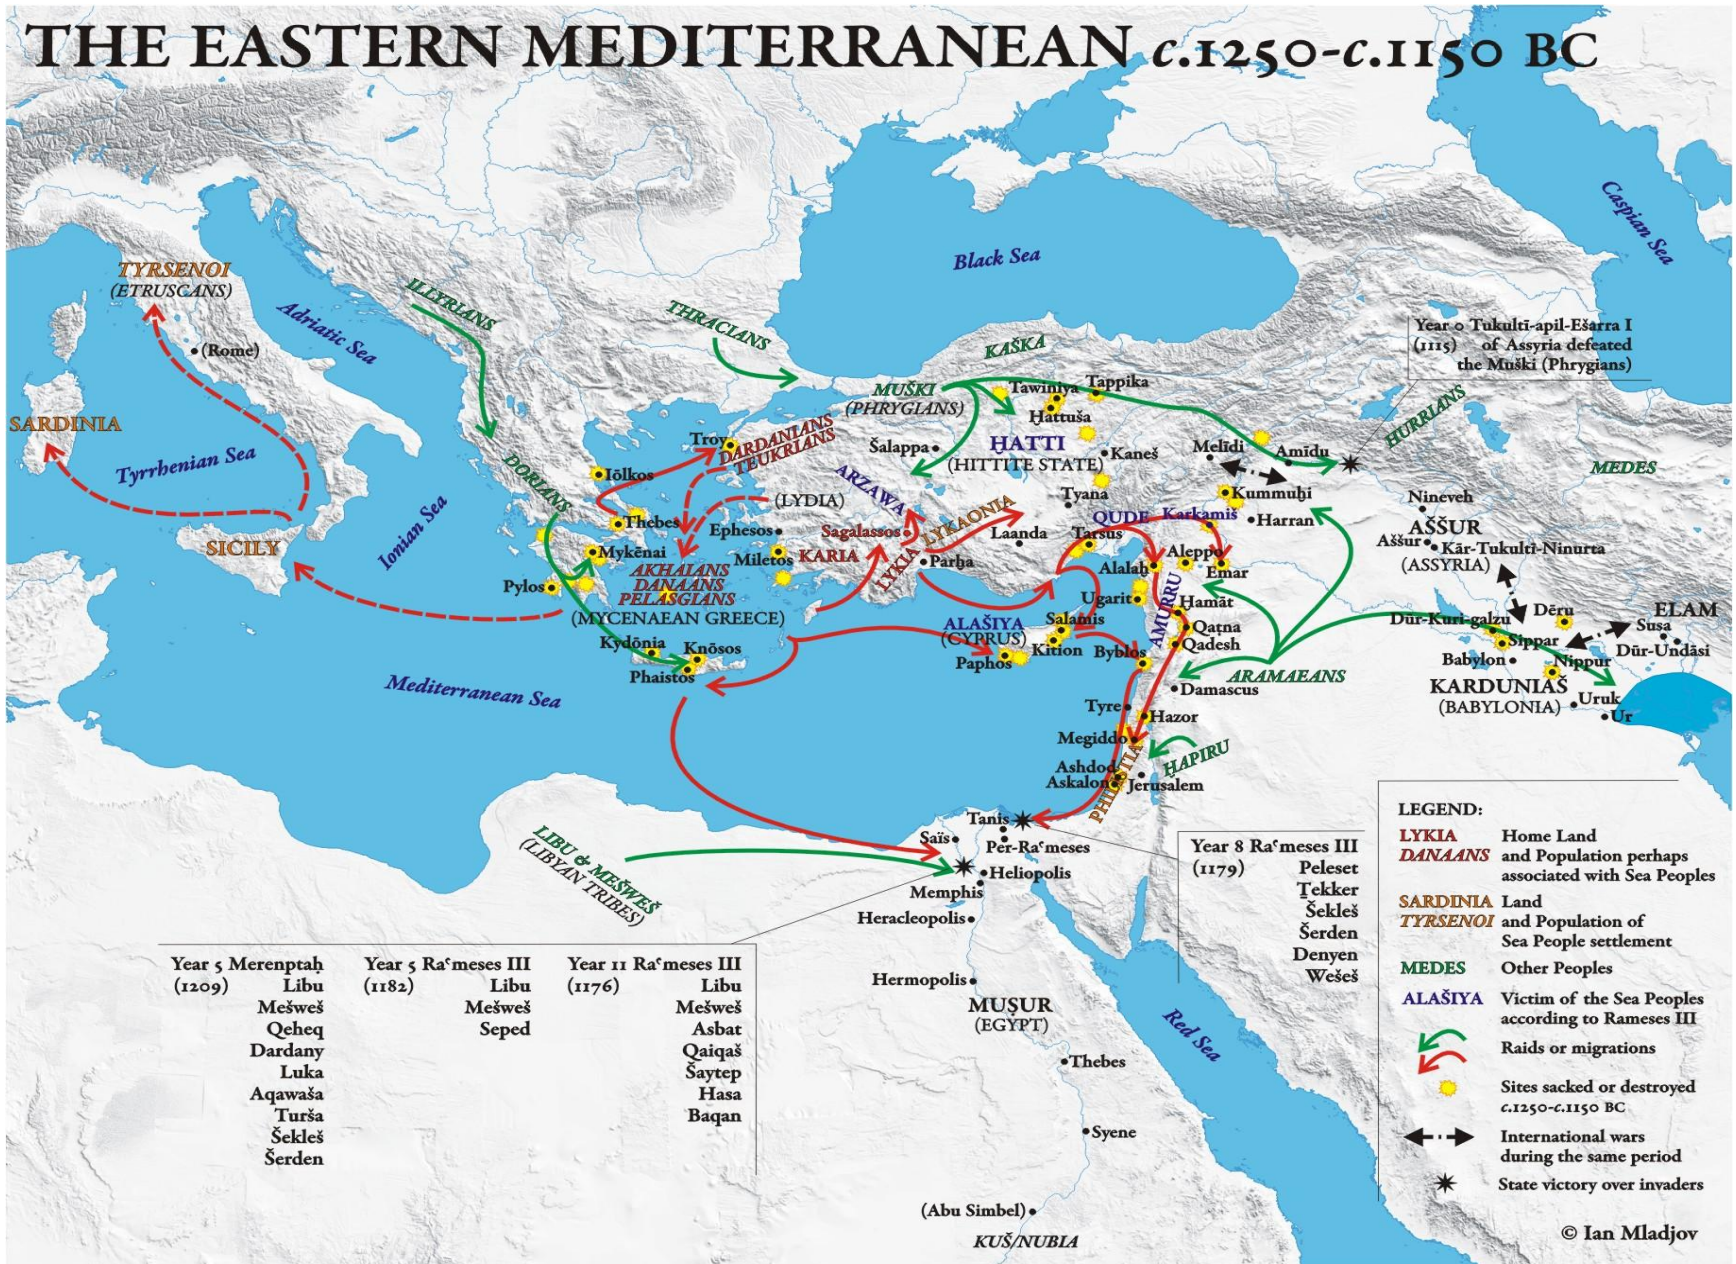 THE EASTERN MEDITERRANEAN c.1250-c.1150 BC
Caspian Sea
Black Sea
TYRSENOI
(ETRUSCANS)
ILLYRIANS
Adriatic Sea
THRACIANS
(Rome)
KAŠKA
Year 0 Tukultī-apil-Ešarra I
(1115) of Assyria defeated
the Muški (Phrygians)
MUŠKI
(PHRYGIANS)
Tawiniya
Tappika
Ḫattuša
SARDINIA
Tyrrhenian Sea
Troy
DARDANIANS
TEUKRIANS
Šalappa
ḪATTI
(HITTITE STATE)
Kaneš
Melīdi
Amīdu
HURRIANS
MEDES
DORIANS
Iōlkos
ARZAWA
(LYDIA)
Tyana
Kummuḫi
Nineveh
Ionian Sea
Thebes
Ephesos
Sagalassos
LYKAONIA
Laanda
QUDE
Karkamiš
Harran
AŠŠUR
Aššur
Kār-Tukulti-Ninurta
(ASSYRIA)
SICILY
Mykēnai
Miletos
KARIA
LYKIA
Parḫa
Tarsus
Alalaḫ
Aleppo
Emar
AKHAIANS
DANAANS
PELASGIANS
(MYCENAEAN GREECE)
Pylos
Ugarit
AMURRU
Ḫamāt
Qaṭna
Qadesh
Dūr-Kuri-galzu
Dēru
ELAM
Susa
Dūr-Undāsi
Sippar
Babylon
Nippur
KARDUNIAŠ
(BABYLONIA)
Uruk
Ur
Kydōnia
Knōsos
Phaistos
ALAŠIYA
(CYPRUS)
Salamis
Kition
Paphos
Byblos
ARAMAEANS
Damascus
Mediterranean Sea
Tyre
Hazor
Megiddo
ḪAPIRU
Ashdod
Askalon
Jerusalem
PHILISTIA
LIBU & MEŠWEŠ
(LIBYAN TRIBES)
Tanis
Saïs
Per-Raʿmeses
Heliopolis
Memphis
Heracleopolis
Hermopolis
MUṢUR
(EGYPT)
Thebes
Syene
(Abu Simbel)
KUŠ/NUBIA
Red Sea
Year 8 Raʿmeses III
(1179) Peleset
Tekker
Šekleš
Šerden
Denyen
Wešeš
Year 5 Merenptaḥ
(1209) Libu
Mešweš
Qeheq
Dardany
Luka
Aqawaša
Turša
Šekleš
Šerden
Year 5 Raʿmeses III
(1182) Libu
Mešweš
Seped
Year 11 Raʿmeses III
(1176) Libu
Mešweš
Asbat
Qaiqaš
Šaytep
Hasa
Baqan
LEGEND:
LYKIA Home Land
DANAANS and Population perhaps
associated with Sea Peoples
SARDINIA Land
TYRSENOI and Population of
Sea People settlement
MEDES Other Peoples
ALAŠIYA Victim of the Sea Peoples
according to Rameses III
Raids or migrations
Sites sacked or destroyed
c.1250-c.1150 BC
International wars
during the same period
State victory over invaders
© Ian Mladjov